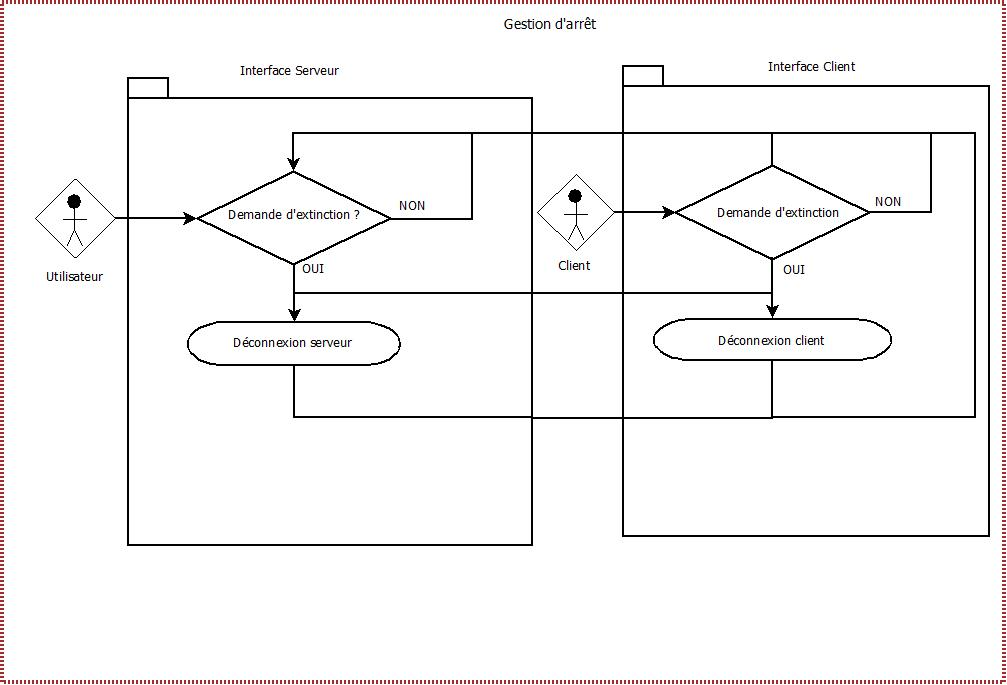 Gestion d'arrêt
Interface Serveur
Interface Client
Demande d'extinction ?
NON
Demande d'extinction
NON
Utilisateur
Client
OUI
OUI
Déconnexion serveur
Déconnexion client